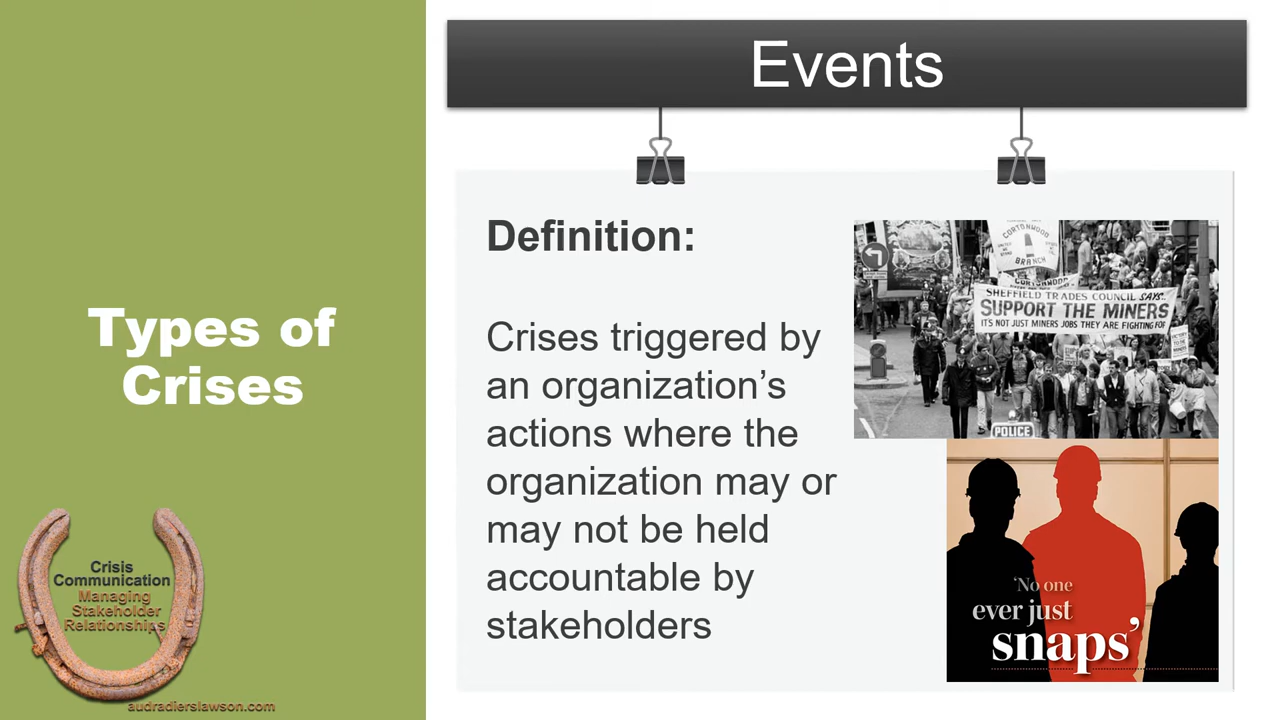 Events
Types of
Crises
Definition:
Crises triggered by
an organization’s
actions where the
organization may or
may not be held
accountable by
stakeholders
CORTONWOOD
BRANCH
SHEFFIELD TRADES COUNCIL SAYS..
SUPPORT THE MINERS
IT'S NOT JUST MINERS JOBS THEY ARE FIGHTING FOR
POLICE
‘No one
ever just
snaps’
Crisis
Communication
Managing
Stakeholder
Relationships
audradierslawson.com